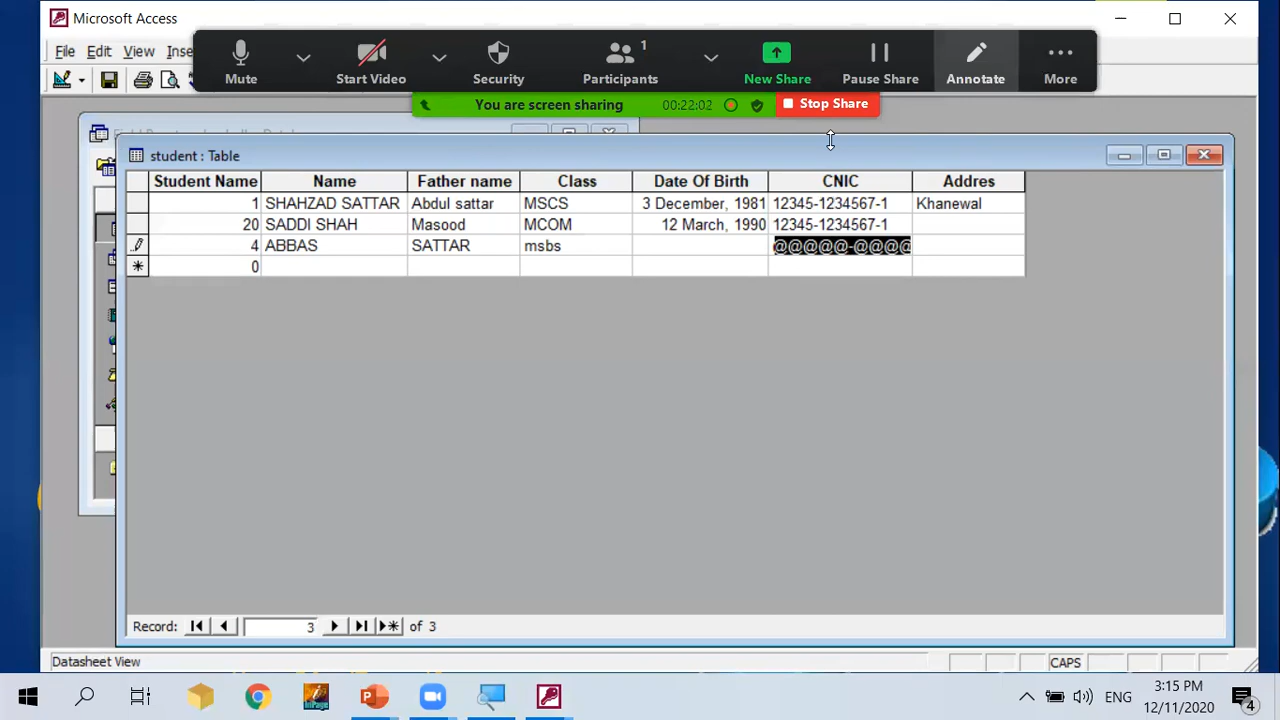 Microsoft Access
File Edit View Inse
Mute
Start Video
Security
Participants 1
New Share
Pause Share
Annotate
More
You are screen sharing 00:22:02 Stop Share
student : Table
Student Name Name Father name Class Date Of Birth CNIC Addres
1 SHAHZAD SATTAR Abdul sattar MSCS 3 December, 1981 12345-1234567-1 Khanewal
20 SADDI SHAH Masood MCOM 12 March, 1990 12345-1234567-1
4 ABBAS SATTAR msbs @@@@@-@@@@
0
Record: 3 of 3
Datasheet View CAPS
InPage
ENG
3:15 PM
12/11/2020
4